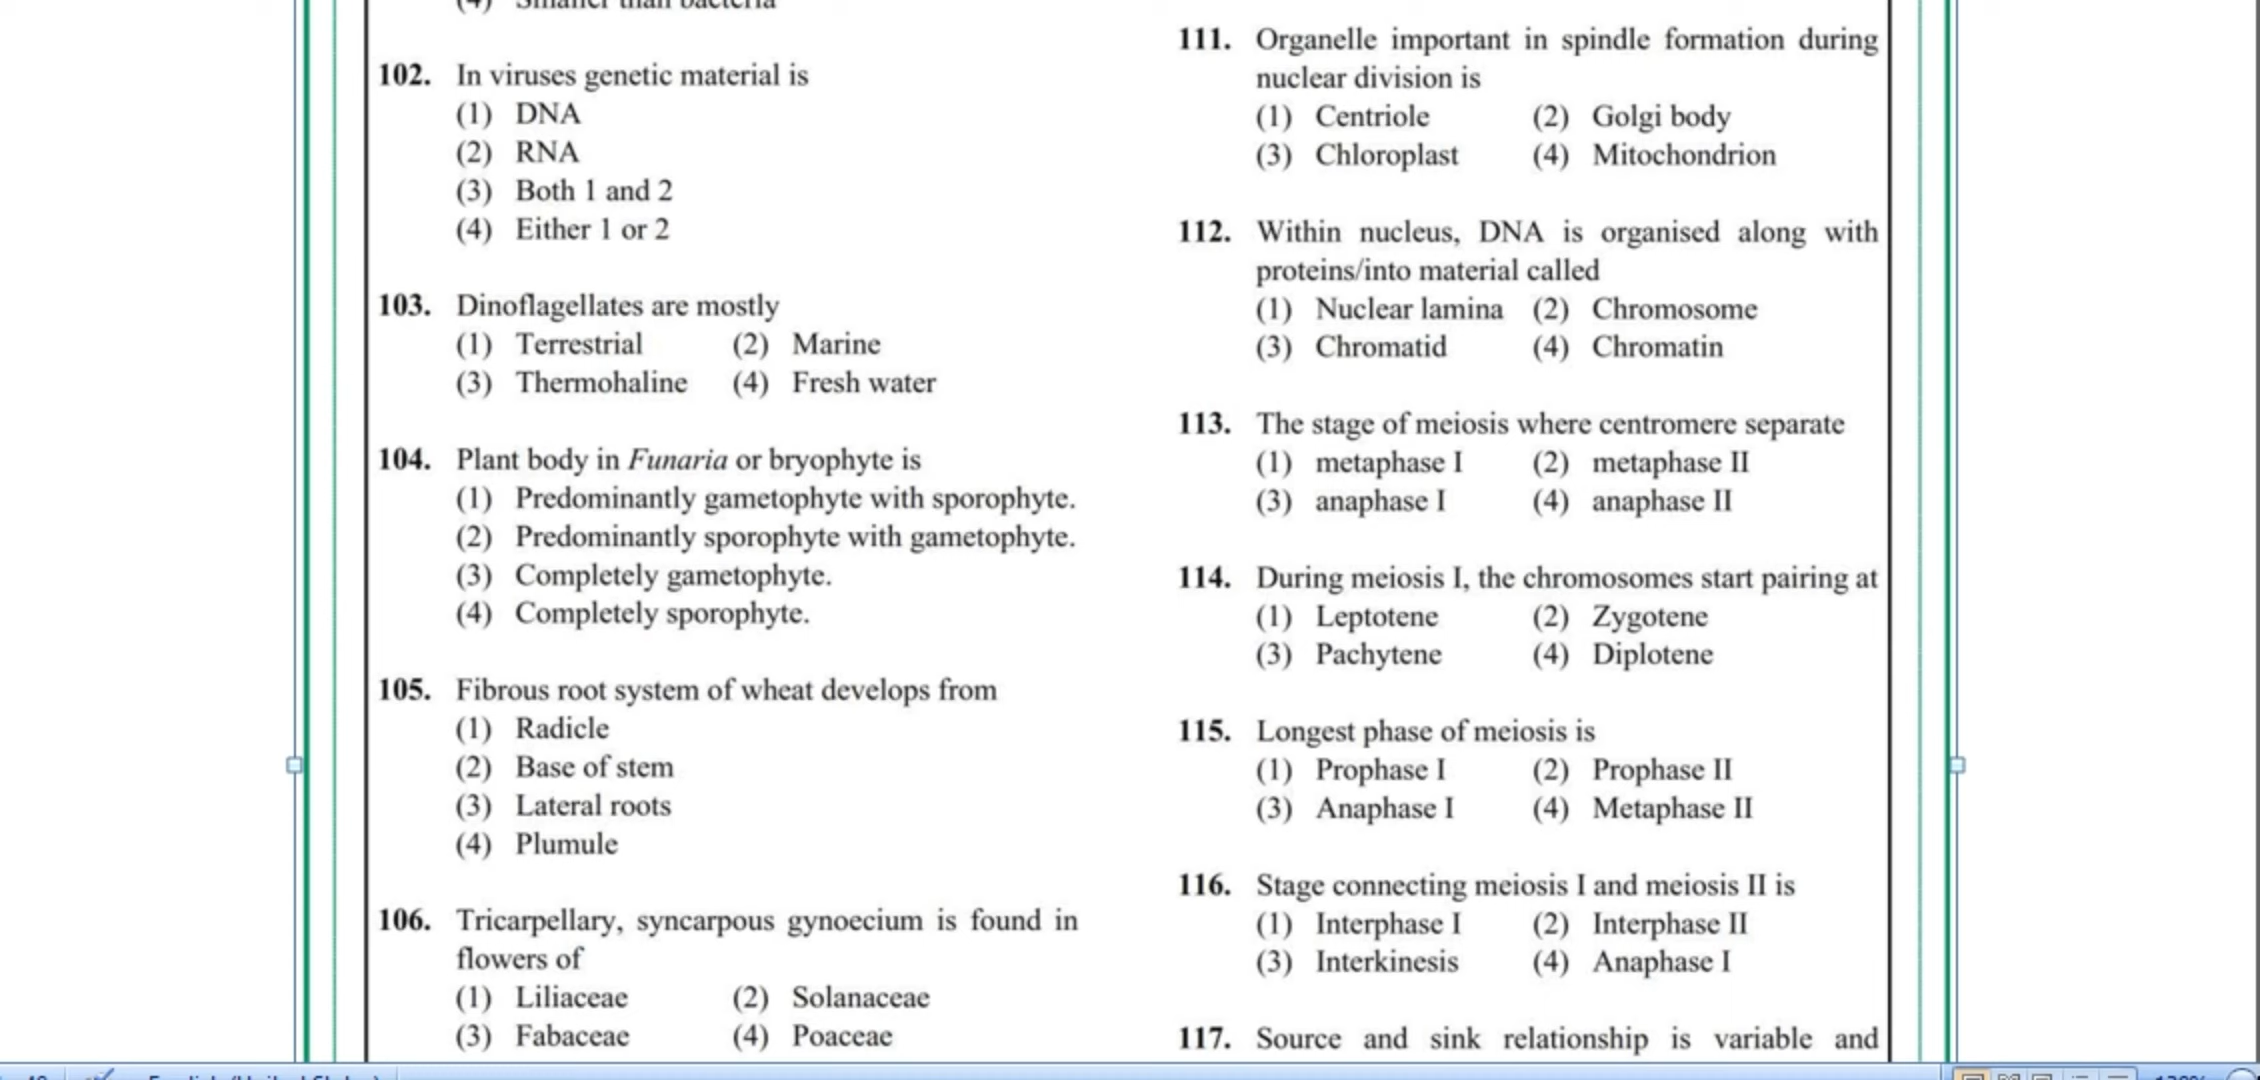 102. In viruses genetic material is
(1) DNA
(2) RNA
(3) Both 1 and 2
(4) Either 1 or 2
103. Dinoflagellates are mostly
(1) Terrestrial (2) Marine
(3) Thermohaline (4) Fresh water
104. Plant body in Funaria or bryophyte is
(1) Predominantly gametophyte with sporophyte.
(2) Predominantly sporophyte with gametophyte.
(3) Completely gametophyte.
(4) Completely sporophyte.
105. Fibrous root system of wheat develops from
(1) Radicle
(2) Base of stem
(3) Lateral roots
(4) Plumule
106. Tricarpellary, syncarpous gynoecium is found in
flowers of
(1) Liliaceae (2) Solanaceae
(3) Fabaceae (4) Poaceae
111. Organelle important in spindle formation during
nuclear division is
(1) Centriole (2) Golgi body
(3) Chloroplast (4) Mitochondrion
112. Within nucleus, DNA is organised along with
proteins/into material called
(1) Nuclear lamina (2) Chromosome
(3) Chromatid (4) Chromatin
113. The stage of meiosis where centromere separate
(1) metaphase I (2) metaphase II
(3) anaphase I (4) anaphase II
114. During meiosis I, the chromosomes start pairing at
(1) Leptotene (2) Zygotene
(3) Pachytene (4) Diplotene
115. Longest phase of meiosis is
(1) Prophase I (2) Prophase II
(3) Anaphase I (4) Metaphase II
116. Stage connecting meiosis I and meiosis II is
(1) Interphase I (2) Interphase II
(3) Interkinesis (4) Anaphase I
117. Source and sink relationship is variable and